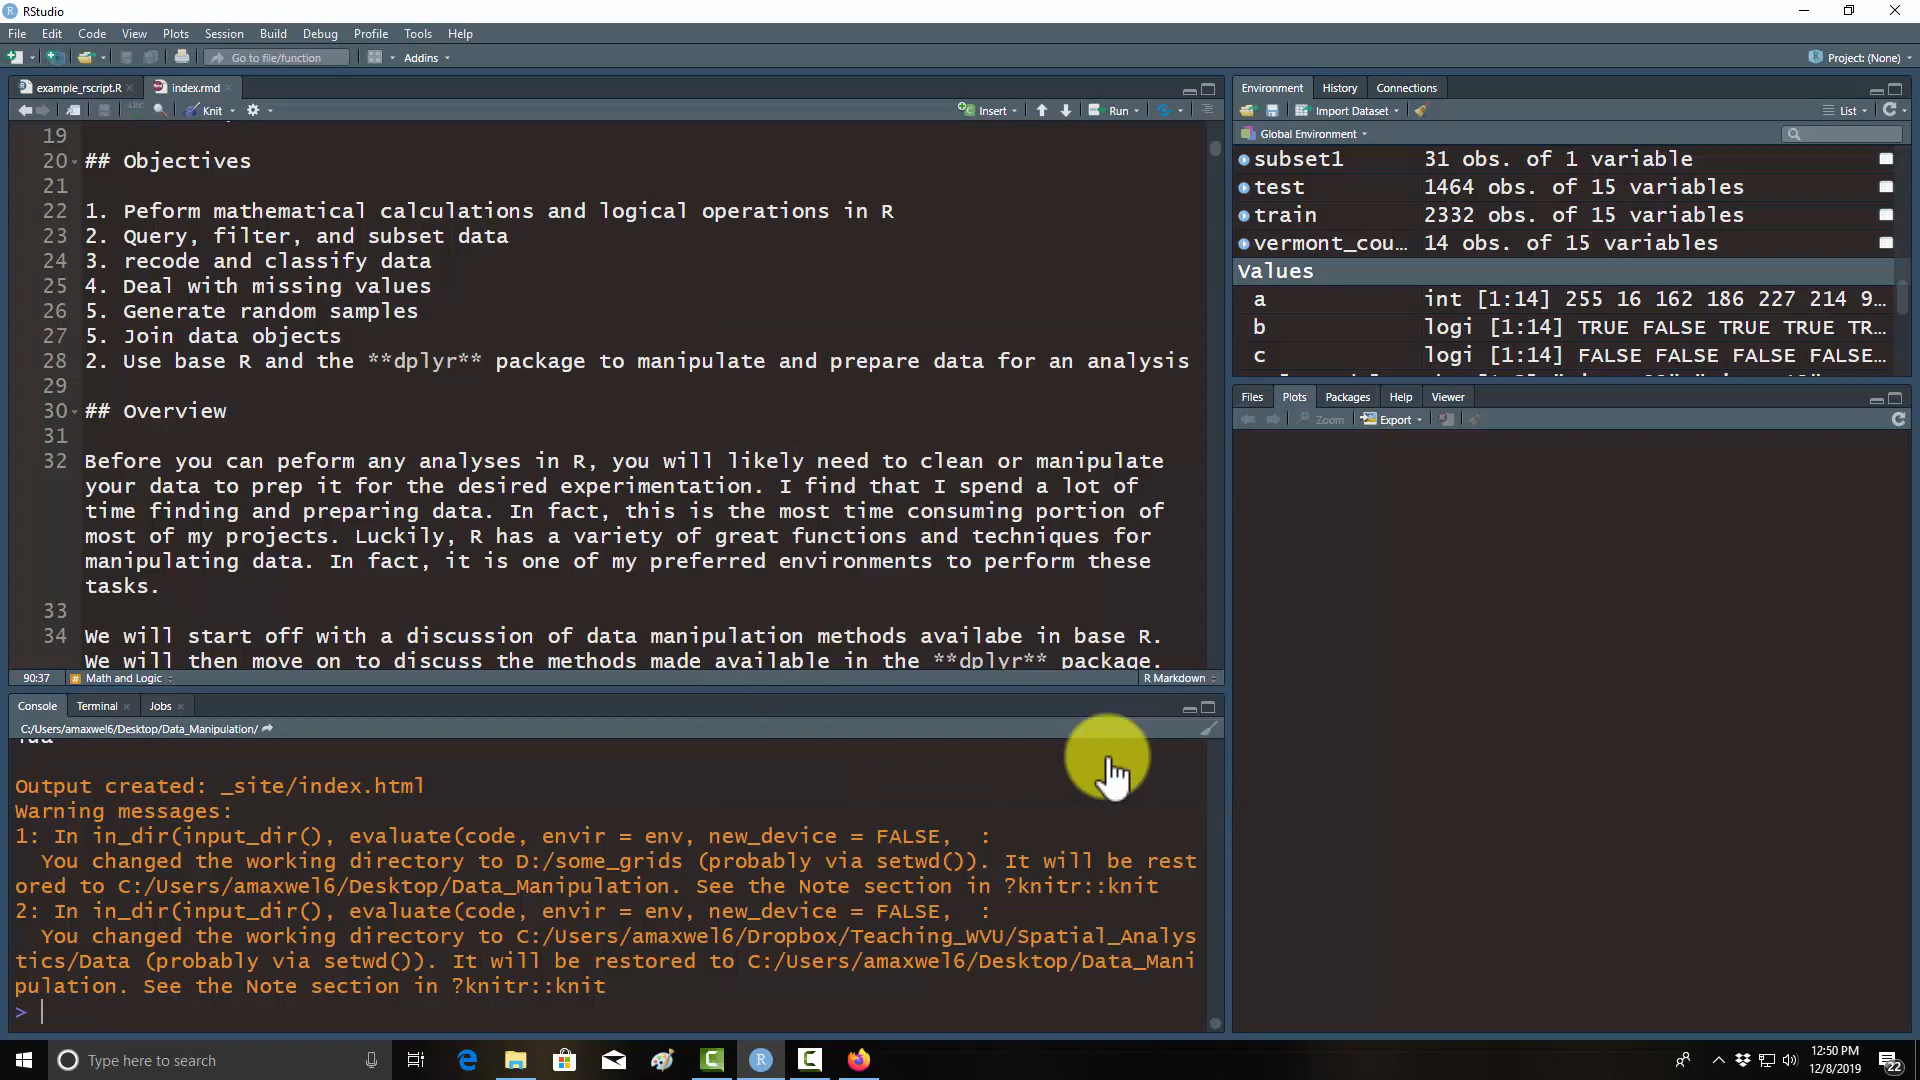 RStudio
File Edit Code View Plots Session Build Debug Profile Tools Help
Go to file/function Addins Project: (None)
example_rscript.R index.rmd
Knit Insert Run
19
20 ## Objectives
21
22 1. Peform mathematical calculations and logical operations in R
23 2. Query, filter, and subset data
24 3. recode and classify data
25 4. Deal with missing values
26 5. Generate random samples
27 5. Join data objects
28 2. Use base R and the **dplyr** package to manipulate and prepare data for an analysis
29
30 ## Overview
31
32 Before you can peform any analyses in R, you will likely need to clean or manipulate
your data to prep it for the desired experimentation. I find that I spend a lot of
time finding and preparing data. In fact, this is the most time consuming portion of
most of my projects. Luckily, R has a variety of great functions and techniques for
manipulating data. In fact, it is one of my preferred environments to perform these
tasks.
33
34 We will start off with a discussion of data manipulation methods availabe in base R.
We will then move on to discuss the methods made available in the **dplyr** package.
90:37 # Math and Logic R Markdown
Console Terminal Jobs
C:/Users/amaxwel6/Desktop/Data_Manipulation/
Output created: _site/index.html
Warning messages:
1: In in_dir(input_dir(), evaluate(code, envir = env, new_device = FALSE,  :
You changed the working directory to D:/some_grids (probably via setwd()). It will be rest
ored to C:/Users/amaxwel6/Desktop/Data_Manipulation. See the Note section in ?knitr::knit
2: In in_dir(input_dir(), evaluate(code, envir = env, new_device = FALSE,  :
You changed the working directory to C:/Users/amaxwel6/Dropbox/Teaching_WVU/Spatial_Analys
tics/Data (probably via setwd()). It will be restored to C:/Users/amaxwel6/Desktop/Data_Mani
pulation. See the Note section in ?knitr::knit
>
Environment History Connections
Import Dataset List
Global Environment
subset1 31 obs. of 1 variable
test 1464 obs. of 15 variables
train 2332 obs. of 15 variables
vermont_cou… 14 obs. of 15 variables
Values
a int [1:14] 255 16 162 186 227 214 9…
b logi [1:14] TRUE FALSE TRUE TRUE TR…
c logi [1:14] FALSE FALSE FALSE FALSE…
Files Plots Packages Help Viewer
Zoom Export
Type here to search
12:50 PM
12/8/2019
22